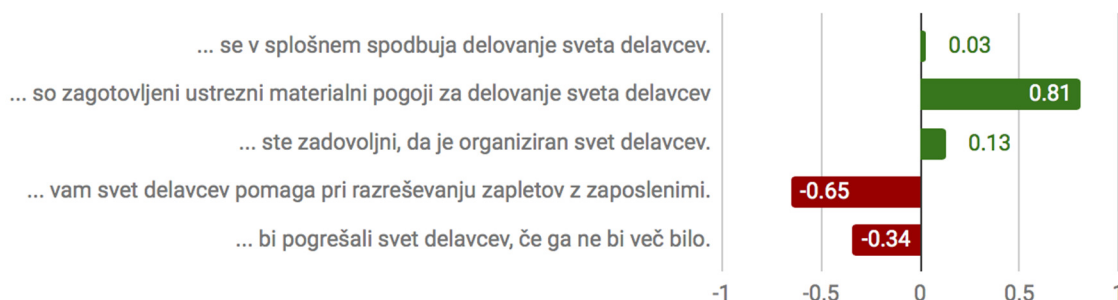 ... se v splošnem spodbuja delovanje sveta delavcev.
0.03
... so zagotovljeni ustrezni materialni pogoji za delovanje sveta delavcev
0.81
... ste zadovoljni, da je organiziran svet delavcev.
0.13
... vam svet delavcev pomaga pri razreševanju zapletov z zaposlenimi.
-0.65
... bi pogrešali svet delavcev, če ga ne bi več bilo.
-0.34
-1 -0.5 0 0.5